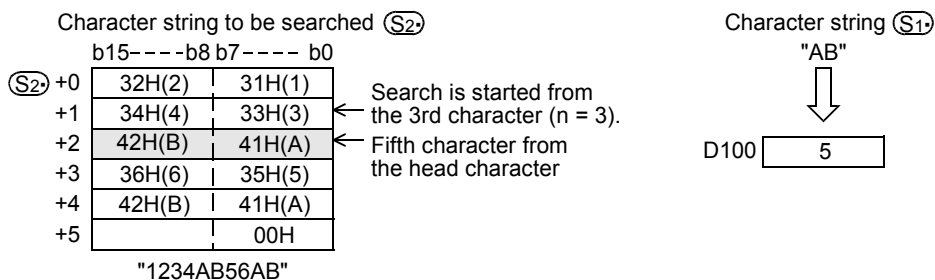 Character string to be searched (S2•)
b15----b8 b7---- b0
(S2•) +0 32H(2) 31H(1)
+1 34H(4) 33H(3)
+2 42H(B) 41H(A)
+3 36H(6) 35H(5)
+4 42H(B) 41H(A)
+5 00H
"1234AB56AB"
Search is started from
the 3rd character (n = 3).
Fifth character from
the head character
Character string (S1•)
"AB"
D100 5